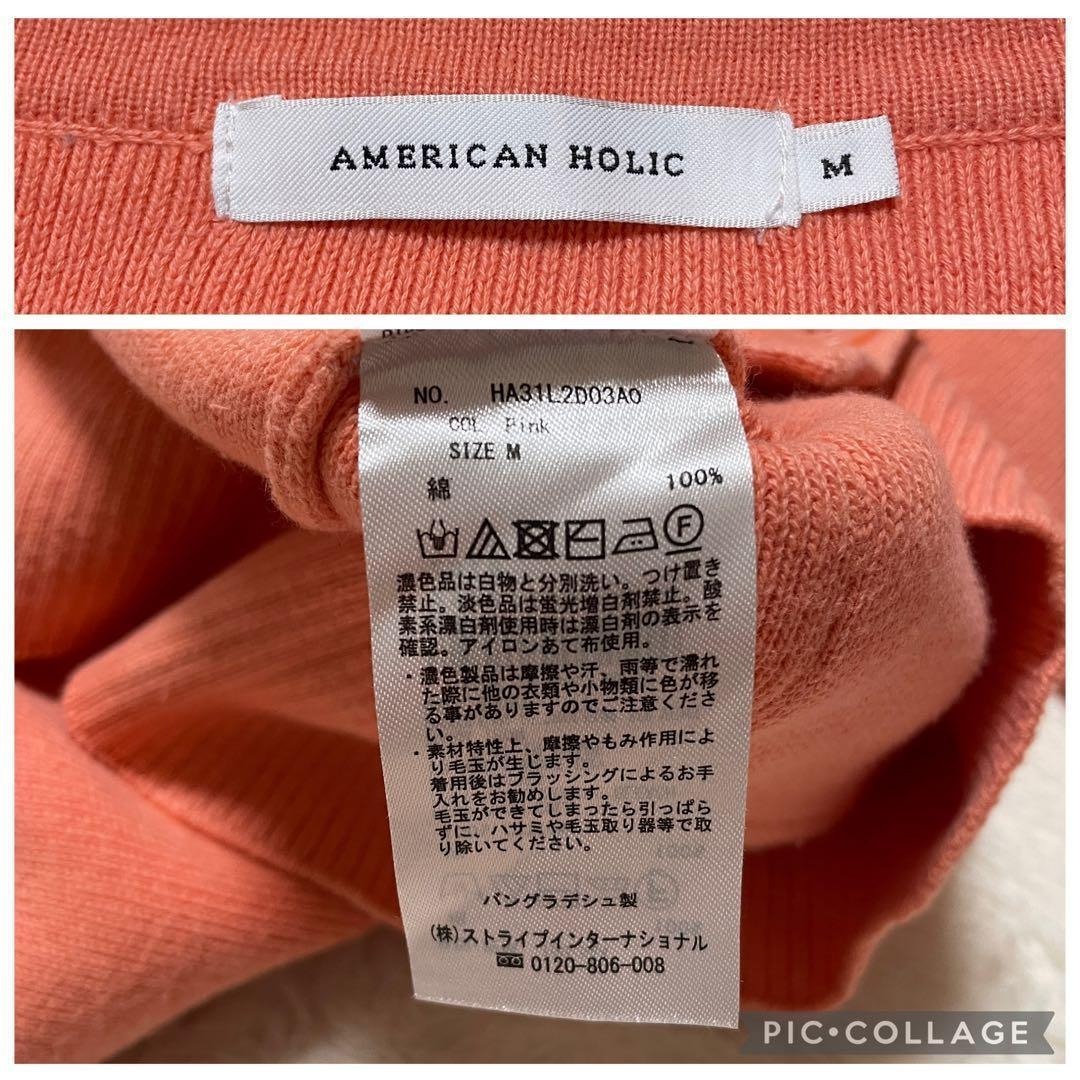 AMERICAN HOLIC
M
NO. HA31L2D03A0
COL Pink
SIZE M
綿 100%
F
濃色品は白物と分別洗い。つけ置き
禁止。淡色品は蛍光増白剤禁止。酸
素系漂白剤使用時は漂白剤の表示を
確認。アイロンあて布使用。
・濃色製品は摩擦や汗、雨等で濡れ
た際に他の衣類や小物類に色が移
る事がありますのでご注意くださ
い。
・素材特性上、摩擦やもみ作用によ
り毛玉が生じます。
着用後はブラッシングによるお手
入れをお勧めします。
毛玉ができてしまったら引っぱら
ずに、ハサミや毛玉取り器等で取
り除いてください。
バングラデシュ製
(株)ストライプインターナショナル
0120-806-008
PIC•COLLAGE